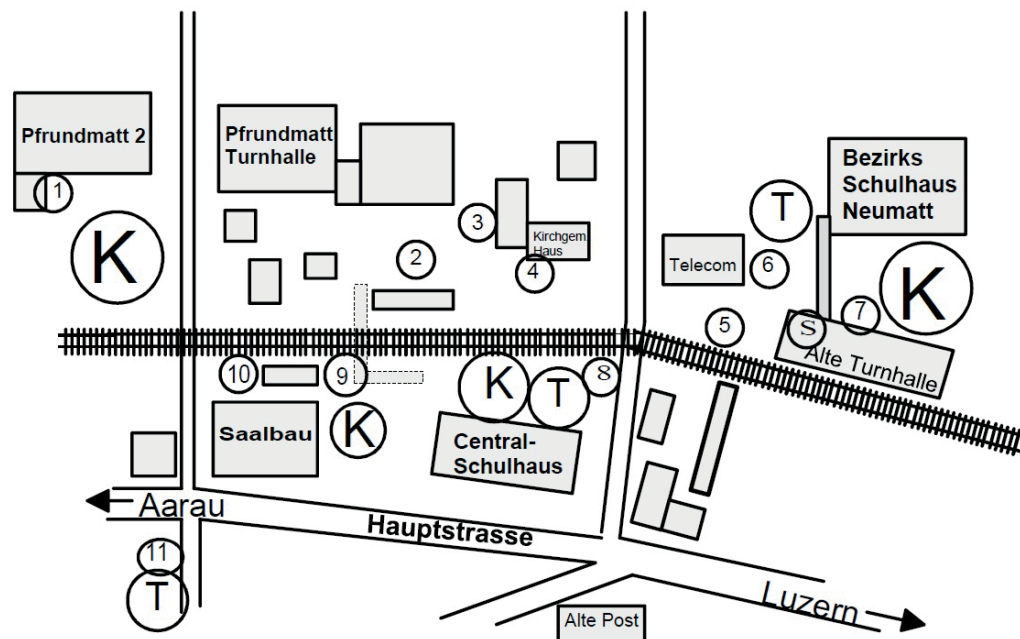 Pfrundmatt 2
1
K
Pfrundmatt
Turnhalle
3
2
Kirchgem.
Haus
4
Bezirks
Schulhaus
Neumatt
T
Telecom
6
K
5
S
7
Alte Turnhalle
10
9
K
T
8
Saalbau
K
Central-
Schulhaus
Aarau
Hauptstrasse
11
T
Luzern
Alte Post